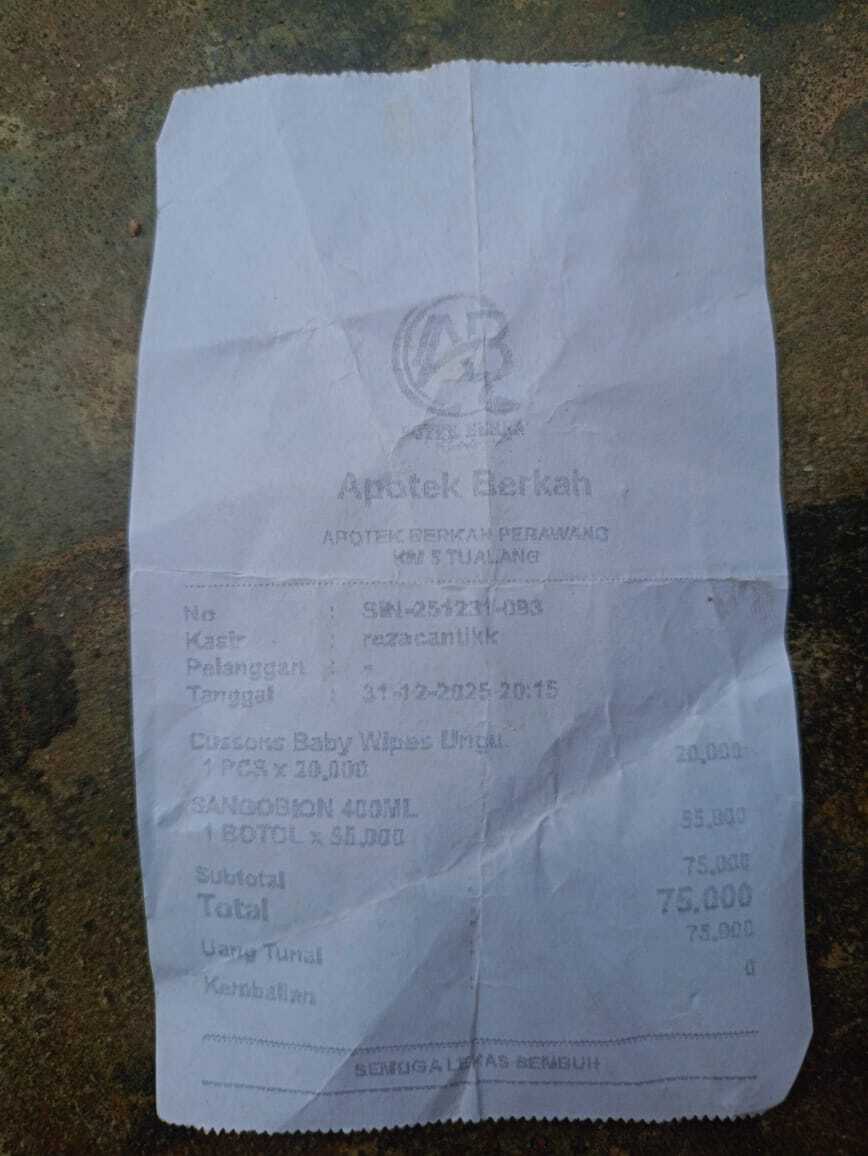 AB
Apotek Berkah
APOTEK BERKAH PERAWANG
KM 5 TUALANG
No : SIN-251231-093
Kasir : rezacantikk
Pelanggan : -
Tanggal : 31-12-2025 20:15
Cussons Baby Wipes Ungu.
1 PCS x 20,000 20,000
SANGOBION 400ML
1 BOTOL x 55,000 55,000
Subtotal : 75,000
Total : 75,000
Uang Tunai : 75,000
Kembalian : 0
SEMOGA LEKAS SEMBUH